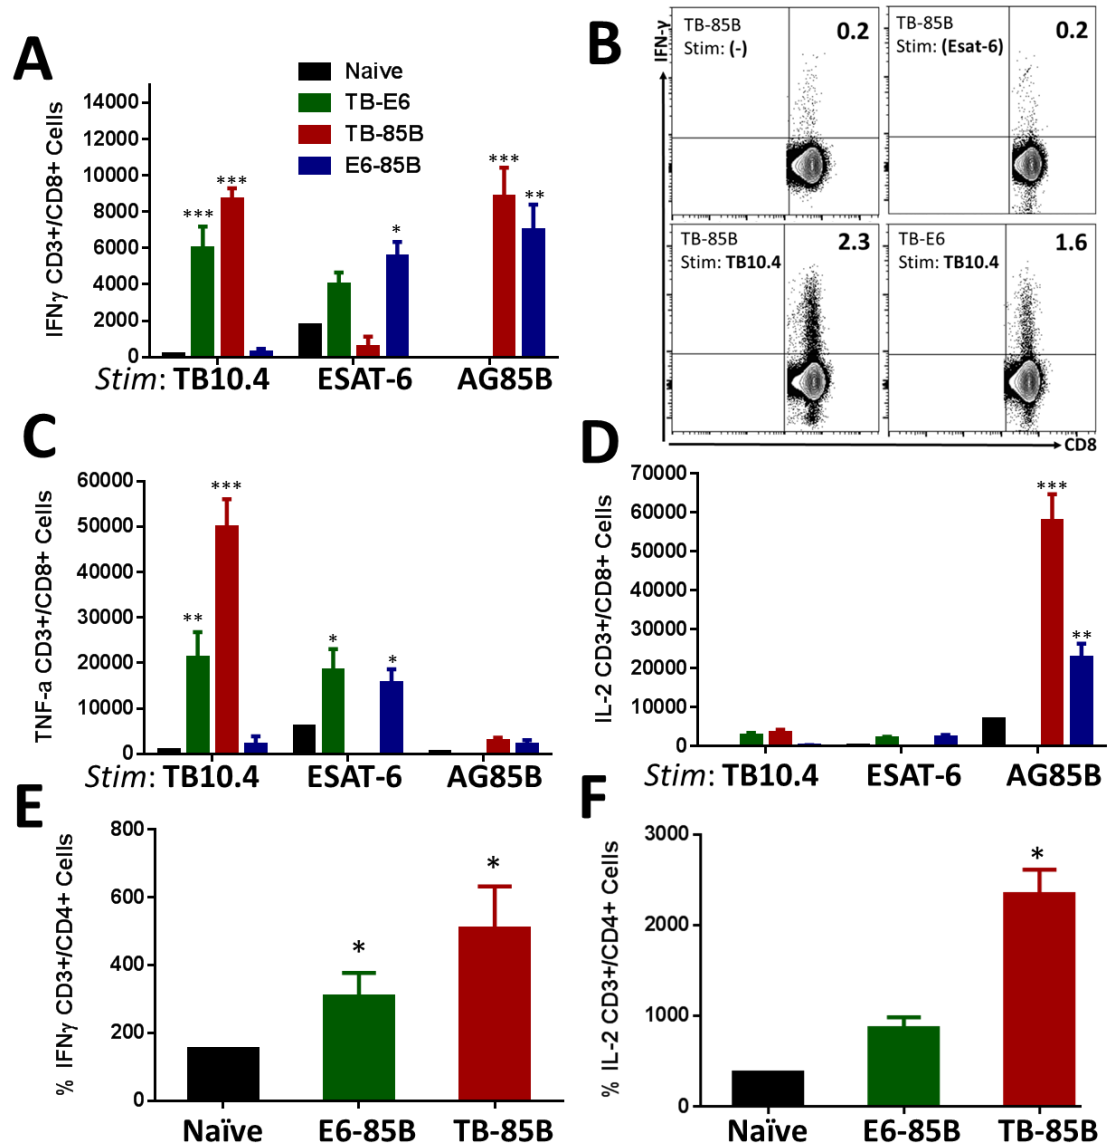 A
IFNγ CD3+/CD8+ Cells
14000
12000
10000
8000
6000
4000
2000
0
Naive
TB-E6
TB-85B
E6-85B
***
***
*
***
**
Stim: TB10.4 ESAT-6 AG85B
B
IFN-γ
TB-85B
Stim: (-)
0.2
TB-85B
Stim: (Esat-6)
0.2
TB-85B
Stim: TB10.4
2.3
TB-E6
Stim: TB10.4
1.6
CD8
C
TNF-a CD3+/CD8+ Cells
60000
50000
40000
30000
20000
10000
0
**
***
*
*
Stim: TB10.4 ESAT-6 AG85B
D
IL-2 CD3+/CD8+ Cells
70000
60000
50000
40000
30000
20000
10000
0
***
**
Stim: TB10.4 ESAT-6 AG85B
E
% IFNγ CD3+/CD4+ Cells
800
600
400
200
0
*
*
Naïve E6-85B TB-85B
F
% IL-2 CD3+/CD4+ Cells
3000
2000
1000
0
*
Naïve E6-85B TB-85B